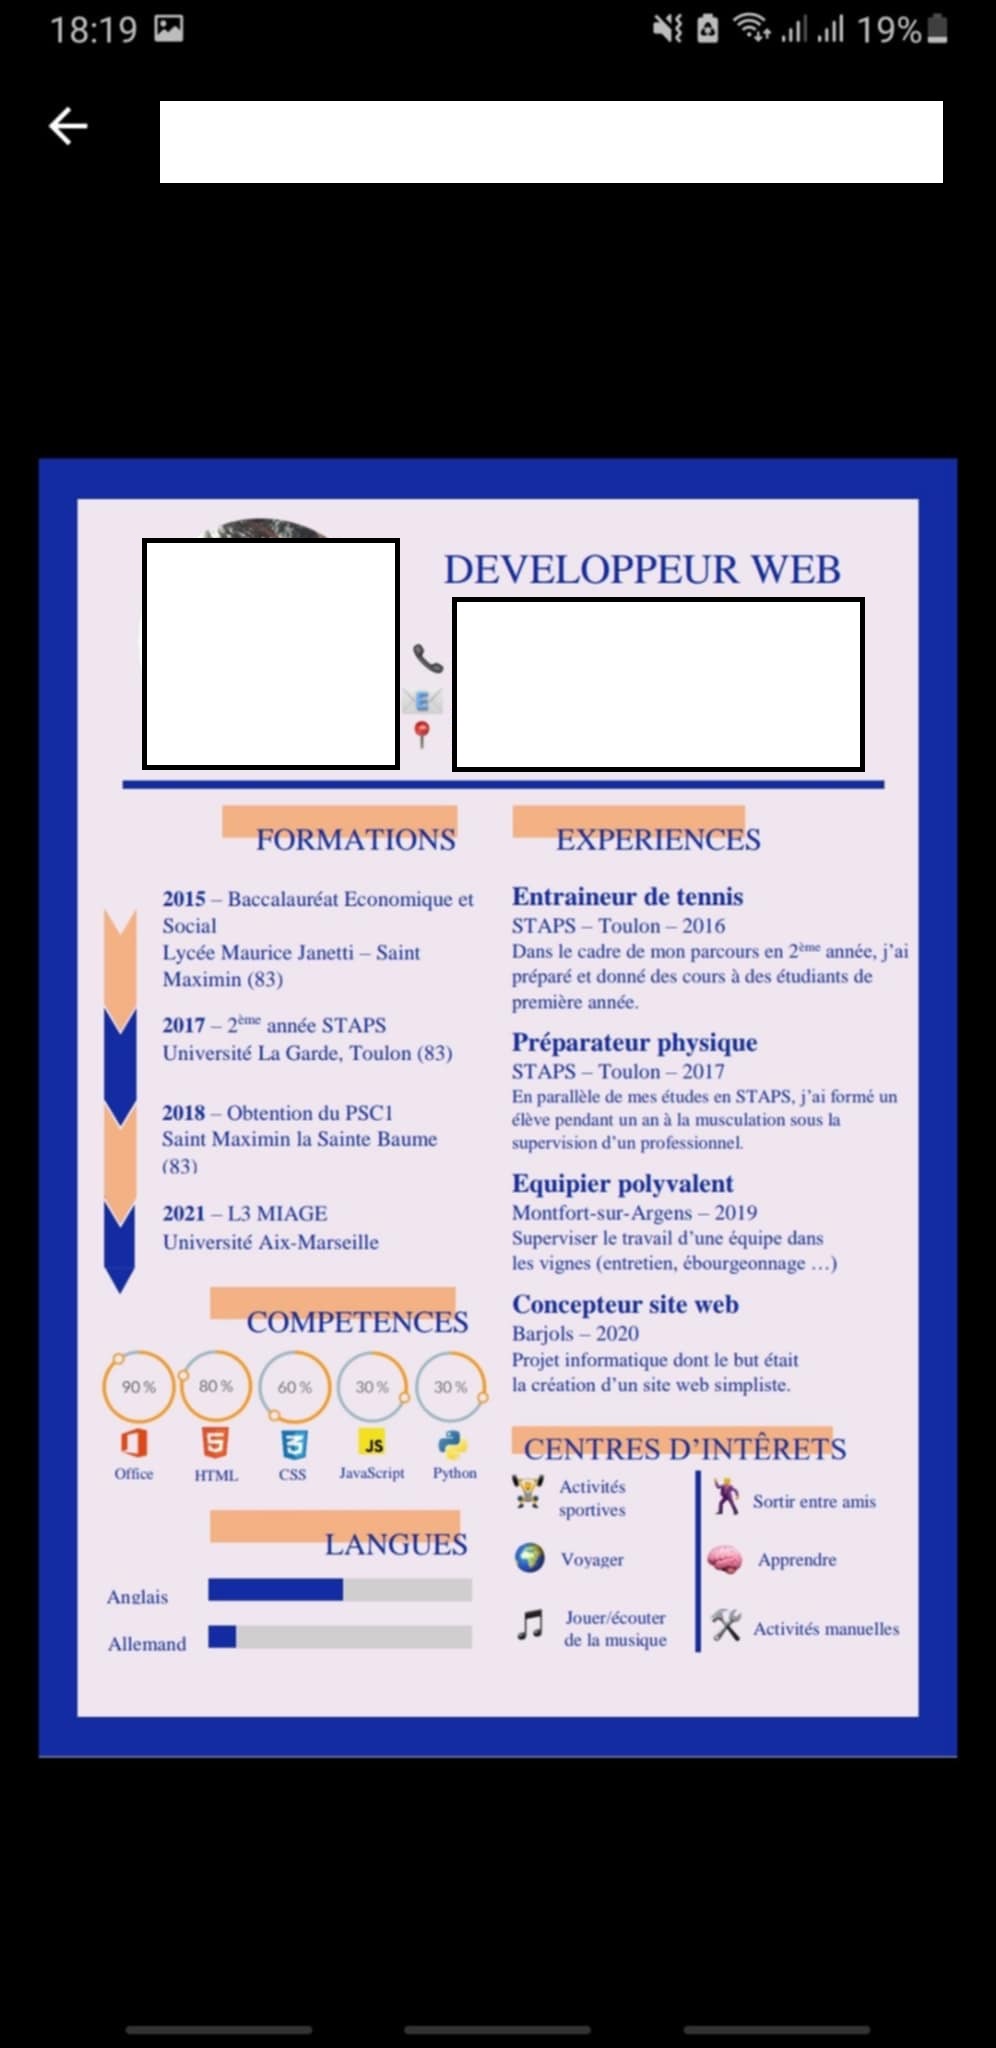 18:19
19%
DEVELOPPEUR WEB
FORMATIONS
2015 – Baccalauréat Economique et
Social
Lycée Maurice Janetti – Saint
Maximin (83)
2017 – 2ème année STAPS
Université La Garde, Toulon (83)
2018 – Obtention du PSC1
Saint Maximin la Sainte Baume
(83)
2021 – L3 MIAGE
Université Aix-Marseille
COMPETENCES
90 % 80 % 60 % 30 % 30 %
5 3 JS
Office HTML CSS JavaScript Python
LANGUES
Anglais
Allemand
EXPERIENCES
Entraineur de tennis
STAPS – Toulon – 2016
Dans le cadre de mon parcours en 2ème année, j’ai
préparé et donné des cours à des étudiants de
première année.
Préparateur physique
STAPS – Toulon – 2017
En parallèle de mes études en STAPS, j’ai formé un
élève pendant un an à la musculation sous la
supervision d’un professionnel.
Equipier polyvalent
Montfort-sur-Argens – 2019
Superviser le travail d’une équipe dans
les vignes (entretien, ébourgeonnage …)
Concepteur site web
Barjols – 2020
Projet informatique dont le but était
la création d’un site web simpliste.
CENTRES D’INTÊRETS
Activités
sportives
Voyager
Jouer/écouter
de la musique
Sortir entre amis
Apprendre
Activités manuelles